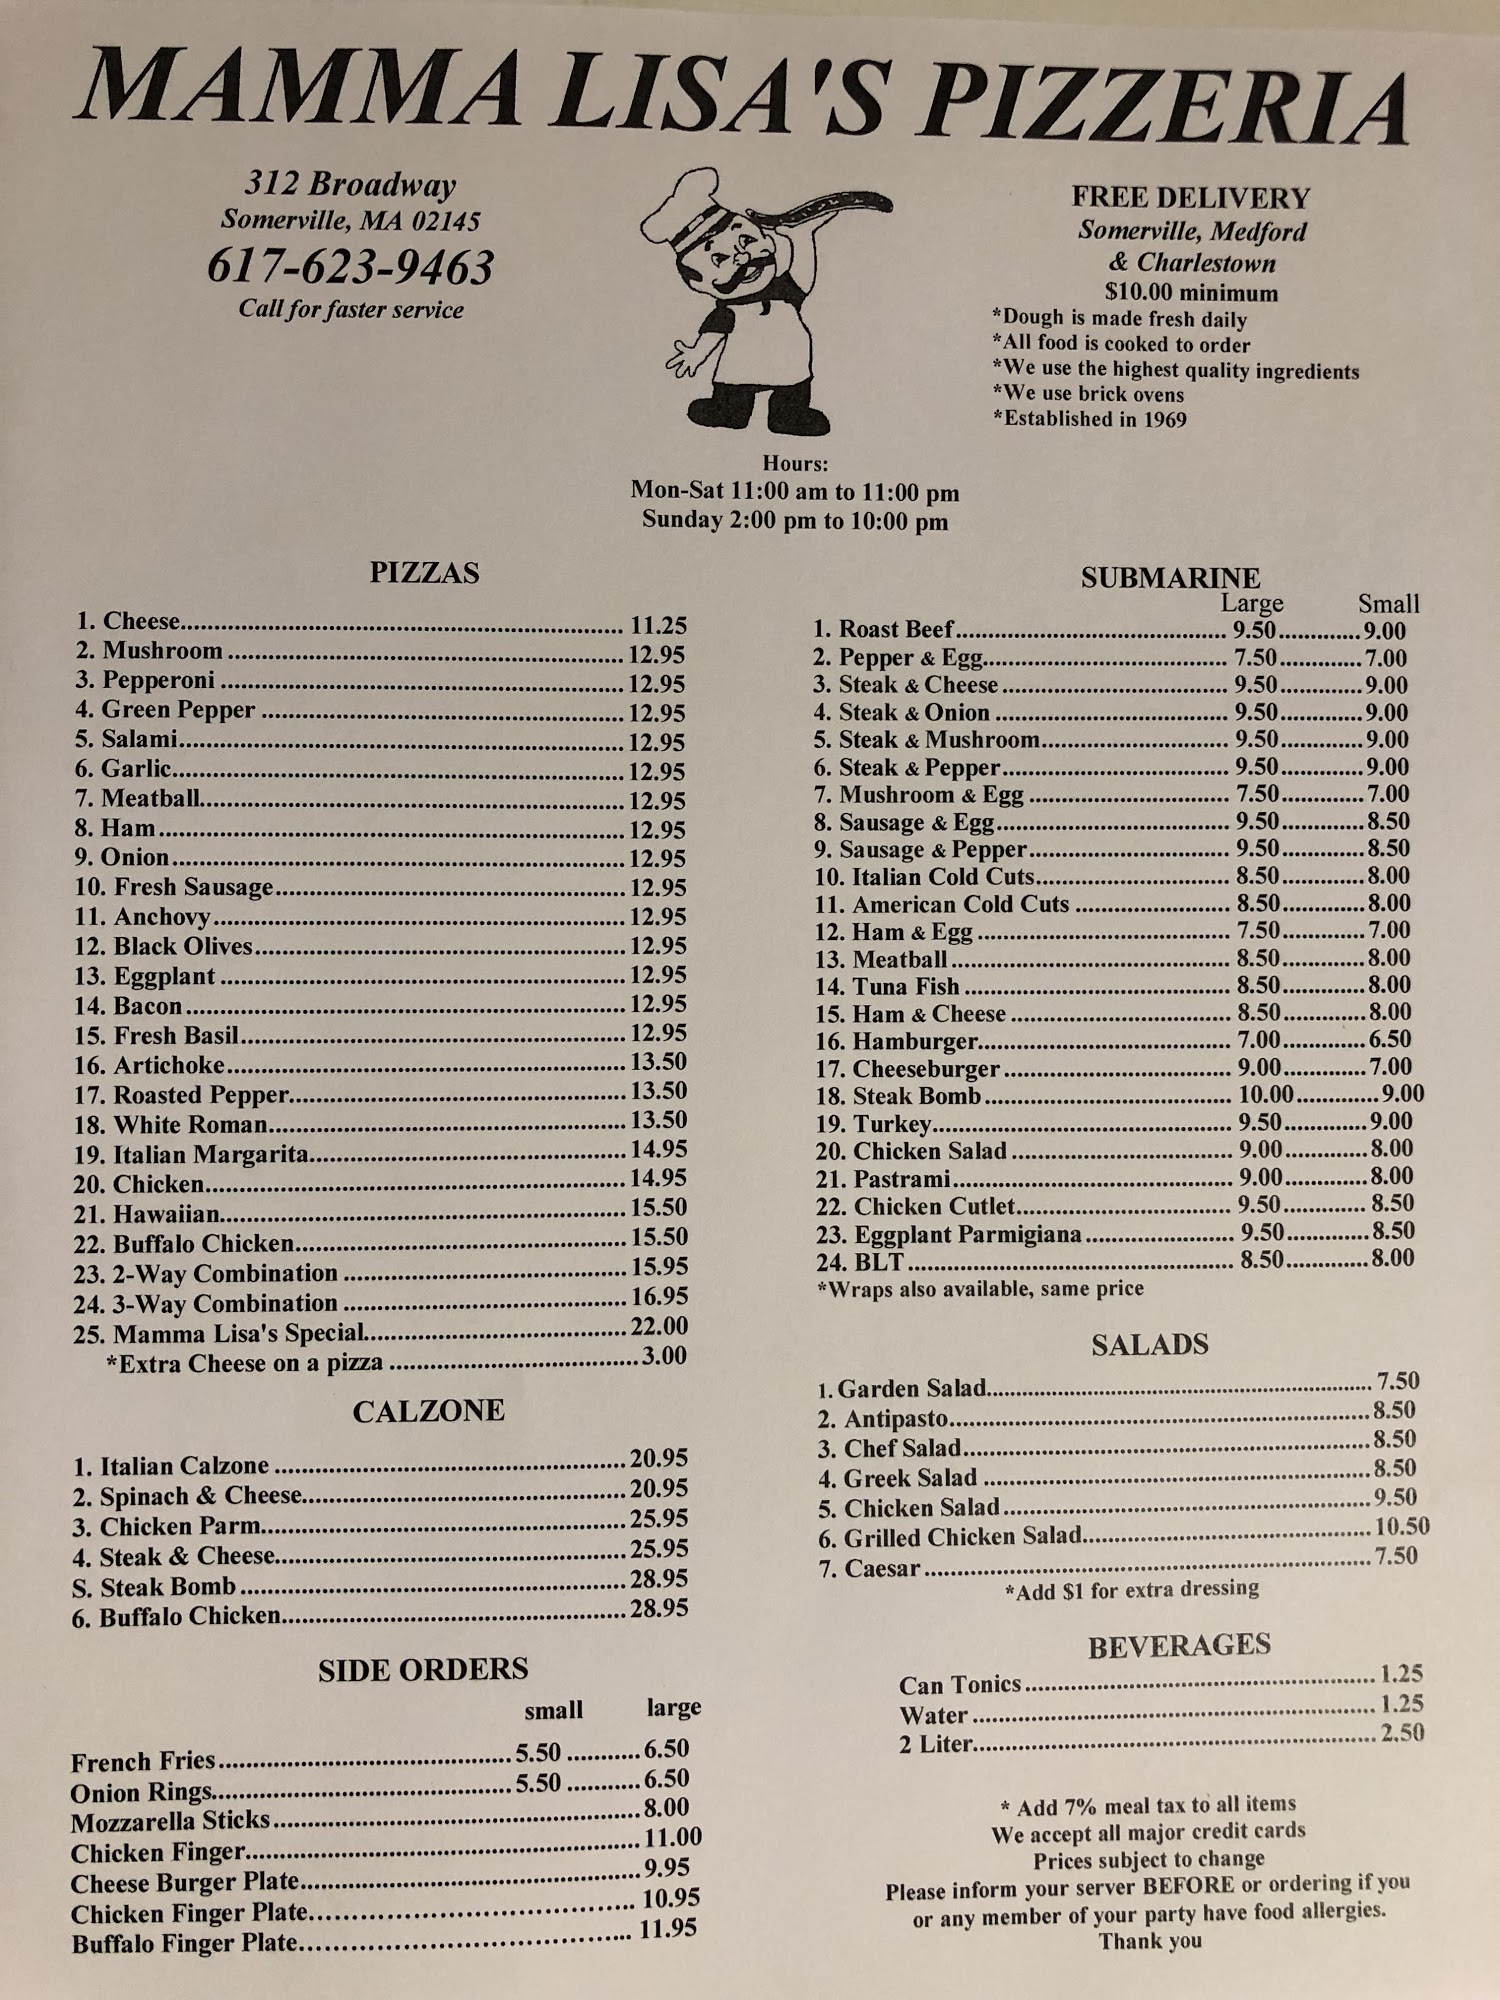 MAMMA LISA'S PIZZERIA
312 Broadway
Somerville, MA 02145
617-623-9463
Call for faster service
FREE DELIVERY
Somerville, Medford
& Charlestown
$10.00 minimum
*Dough is made fresh daily
*All food is cooked to order
*We use the highest quality ingredients
*We use brick ovens
*Established in 1969
Hours:
Mon-Sat 11:00 am to 11:00 pm
Sunday 2:00 pm to 10:00 pm
PIZZAS
1. Cheese 11.25
2. Mushroom 12.95
3. Pepperoni 12.95
4. Green Pepper 12.95
5. Salami 12.95
6. Garlic 12.95
7. Meatball 12.95
8. Ham 12.95
9. Onion 12.95
10. Fresh Sausage 12.95
11. Anchovy 12.95
12. Black Olives 12.95
13. Eggplant 12.95
14. Bacon 12.95
15. Fresh Basil 12.95
16. Artichoke 13.50
17. Roasted Pepper 13.50
18. White Roman 13.50
19. Italian Margarita 14.95
20. Chicken 14.95
21. Hawaiian 15.50
22. Buffalo Chicken 15.50
23. 2-Way Combination 15.95
24. 3-Way Combination 16.95
25. Mamma Lisa's Special 22.00
*Extra Cheese on a pizza 3.00
CALZONE
1. Italian Calzone 20.95
2. Spinach & Cheese 20.95
3. Chicken Parm 25.95
4. Steak & Cheese 25.95
S. Steak Bomb 28.95
6. Buffalo Chicken 28.95
SIDE ORDERS
small large
French Fries 5.50 6.50
Onion Rings 5.50 6.50
Mozzarella Sticks 8.00
Chicken Finger 11.00
Cheese Burger Plate 9.95
Chicken Finger Plate 10.95
Buffalo Finger Plate 11.95
SUBMARINE
Large Small
1. Roast Beef 9.50 9.00
2. Pepper & Egg 7.50 7.00
3. Steak & Cheese 9.50 9.00
4. Steak & Onion 9.50 9.00
5. Steak & Mushroom 9.50 9.00
6. Steak & Pepper 9.50 9.00
7. Mushroom & Egg 7.50 7.00
8. Sausage & Egg 9.50 8.50
9. Sausage & Pepper 9.50 8.50
10. Italian Cold Cuts 8.50 8.00
11. American Cold Cuts 8.50 8.00
12. Ham & Egg 7.50 7.00
13. Meatball 8.50 8.00
14. Tuna Fish 8.50 8.00
15. Ham & Cheese 8.50 8.00
16. Hamburger 7.00 6.50
17. Cheeseburger 9.00 7.00
18. Steak Bomb 10.00 9.00
19. Turkey 9.50 9.00
20. Chicken Salad 9.00 8.00
21. Pastrami 9.00 8.00
22. Chicken Cutlet 9.50 8.50
23. Eggplant Parmigiana 9.50 8.50
24. BLT 8.50 8.00
*Wraps also available, same price
SALADS
1. Garden Salad 7.50
2. Antipasto 8.50
3. Chef Salad 8.50
4. Greek Salad 8.50
5. Chicken Salad 9.50
6. Grilled Chicken Salad 10.50
7. Caesar 7.50
*Add $1 for extra dressing
BEVERAGES
Can Tonics 1.25
Water 1.25
2 Liter 2.50
* Add 7% meal tax to all items
We accept all major credit cards
Prices subject to change
Please inform your server BEFORE or ordering if you
or any member of your party have food allergies.
Thank you